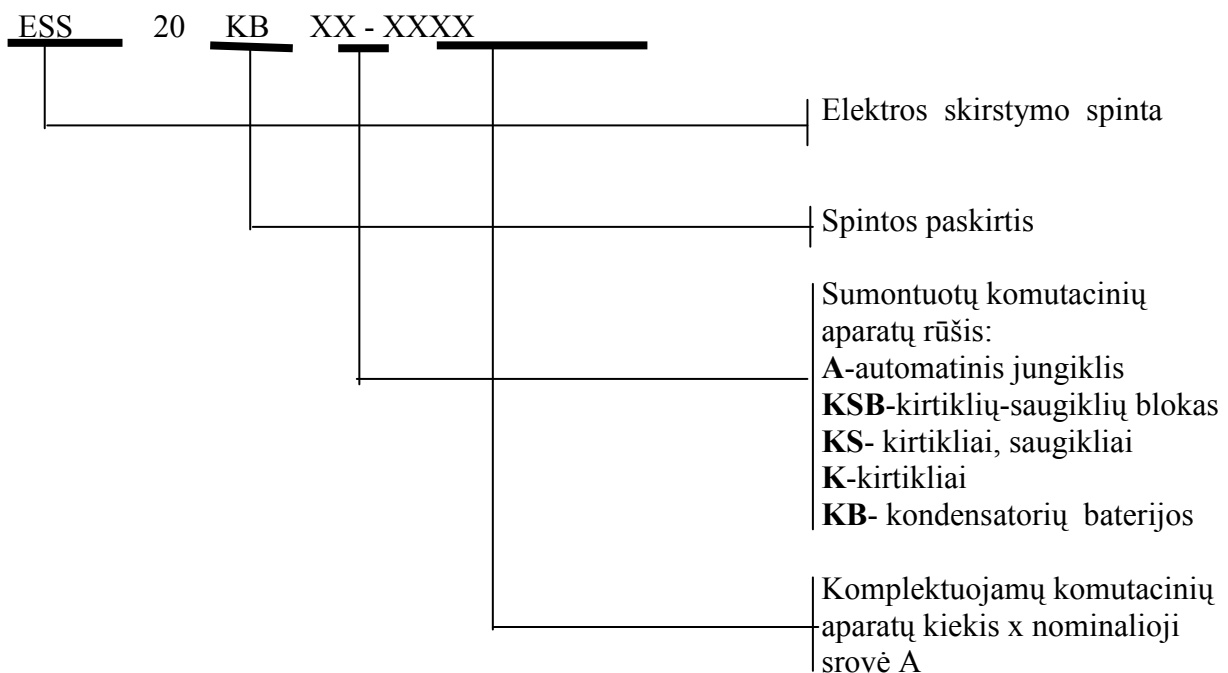 ESS 20 KB XX - XXXX
Elektros skirstymo spinta
Spintos paskirtis
Sumontuotų komutacinių
aparatų rūšis:
A-automatinis jungiklis
KSB-kirtiklių-saugiklių blokas
KS- kirtikliai, saugikliai
K-kirtikliai
KB- kondensatorių baterijos
Komplektuojamų komutacinių
aparatų kiekis x nominalioji
srovė A